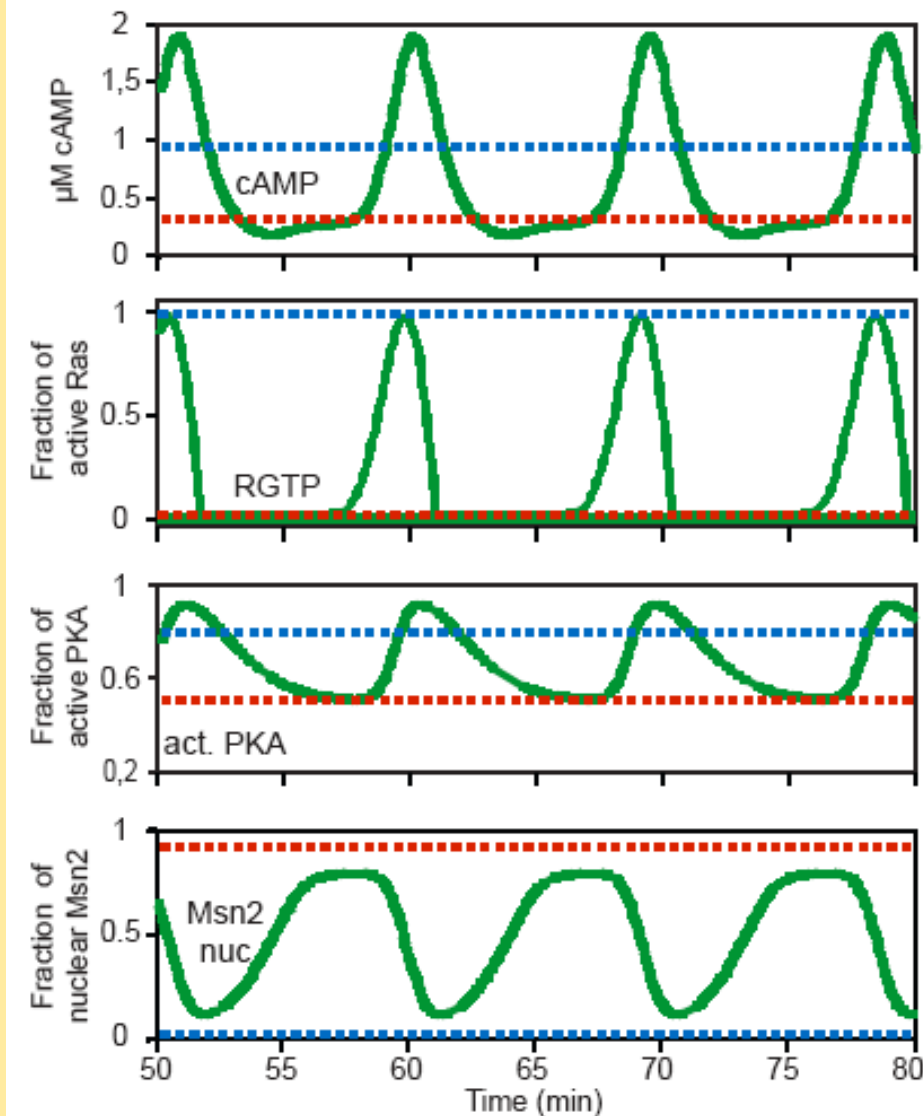 2
1,5
1
0.5
0
µM cAMP
cAMP
1
0.5
0
Fraction of
active Ras
RGTP
1
0.6
0,2
Fraction of
active PKA
act. PKA
1
0.5
0
Fraction of
nuclear Msn2
Msn2
nuc.
50 55 60 65 70 75 80
Time (min)